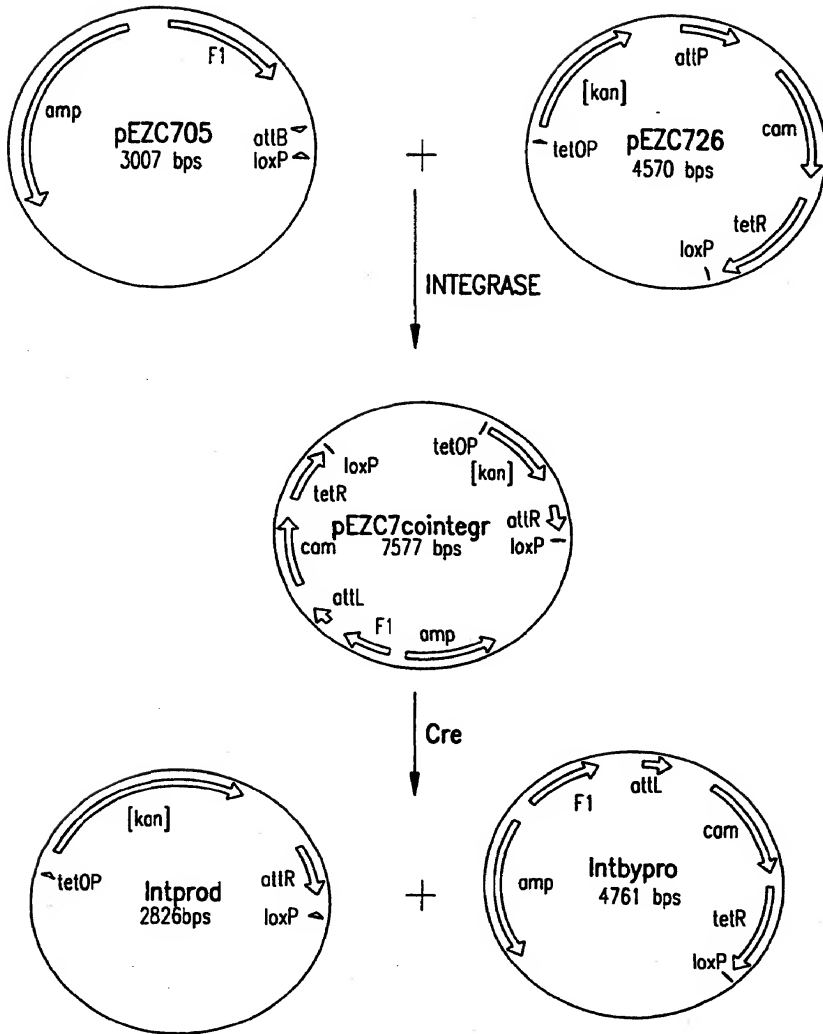 F1
amp
pEZC705
3007 bps
attB
loxP
+
attP
[kan]
cam
pEZC726
4570 bps
tetOP
tetR
loxP
INTEGRASE
tetOP
loxP
[kan]
tetR
attR
pEZC7cointegr
7577 bps
loxP
cam
attL
F1
amp
Cre
[kan]
attR
tetOP
Intprod
2826bps
loxP
+
F1
attL
cam
amp
Intbypro
4761 bps
tetR
loxP